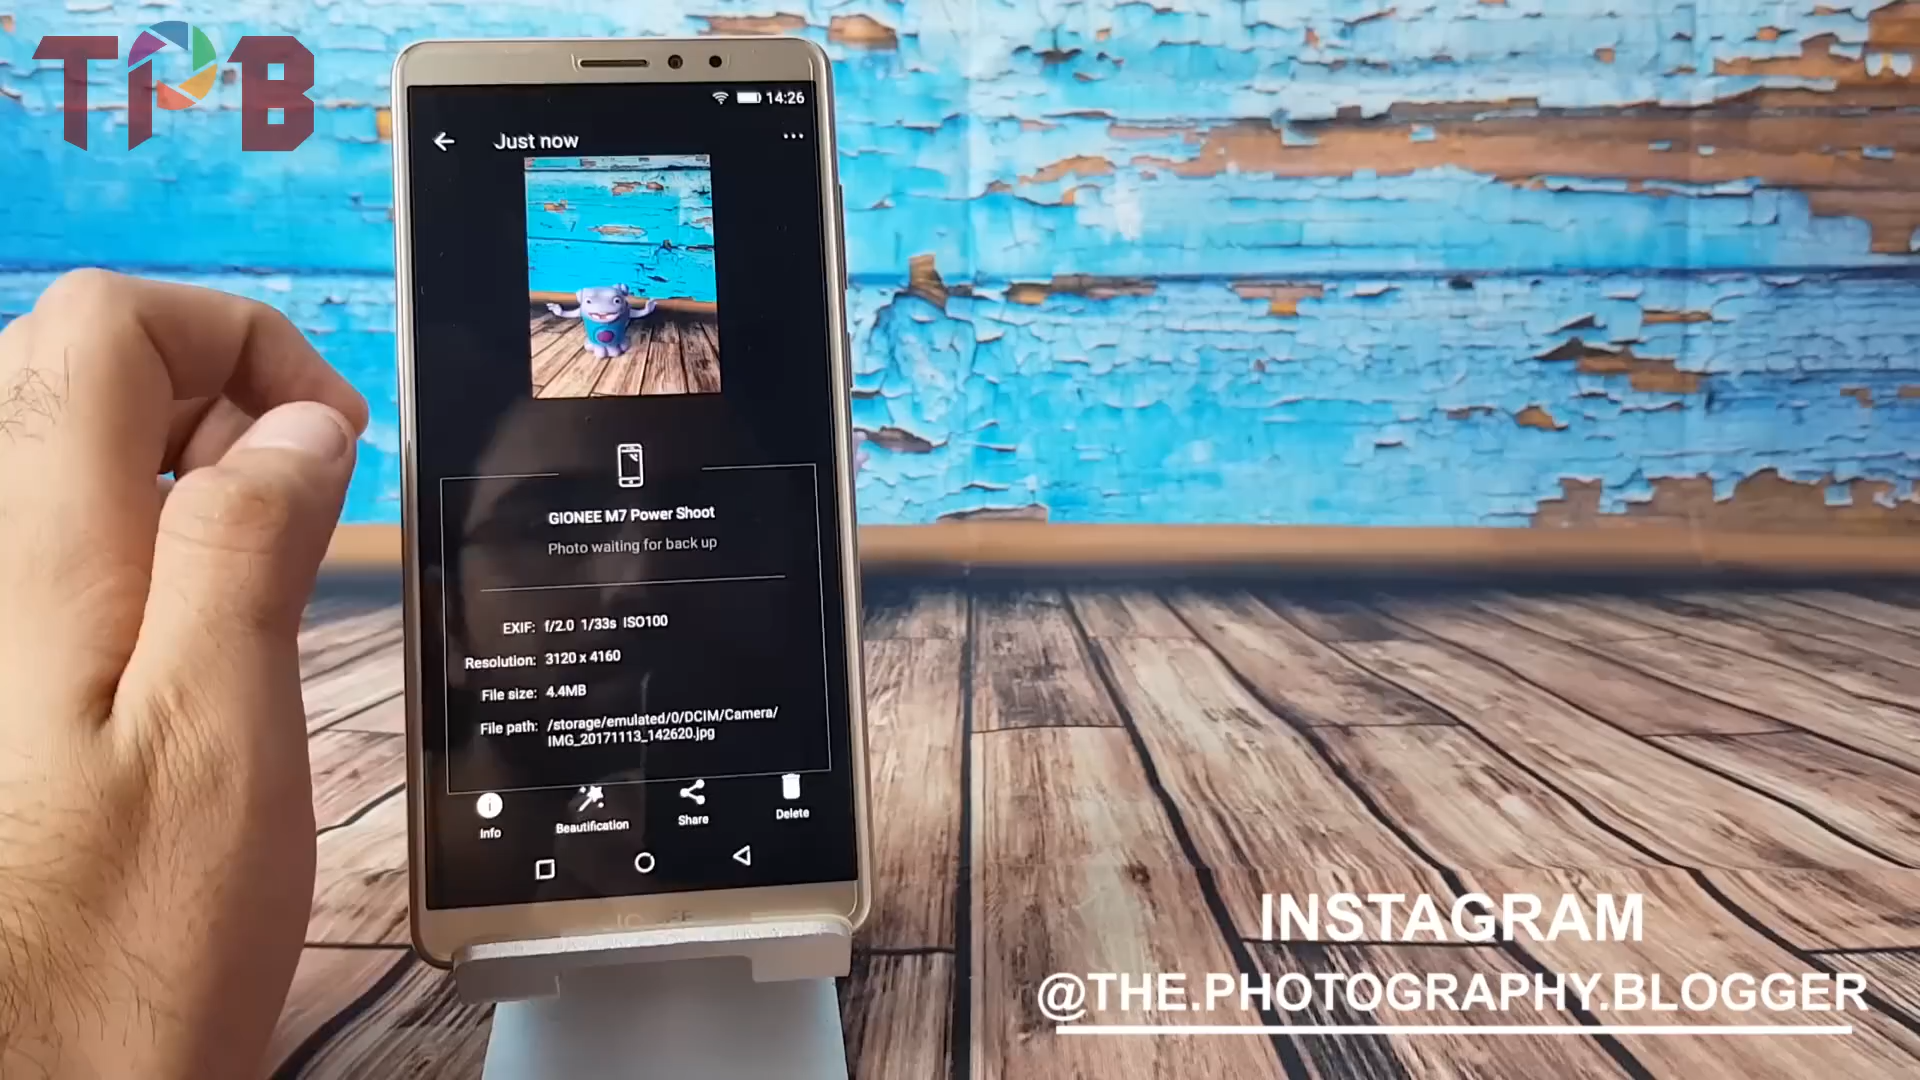 TPB
14:26
Just now
GIONEE M7 Power Shoot
Photo waiting for back up
EXIF: f/2.0 1/33s ISO100
Resolution: 3120 x 4160
File size: 4.4MB
File path: /storage/emulated/0/DCIM/Camera/
IMG_20171113_142620.jpg
Info Beautification Share Delete
INSTAGRAM
@THE.PHOTOGRAPHY.BLOGGER